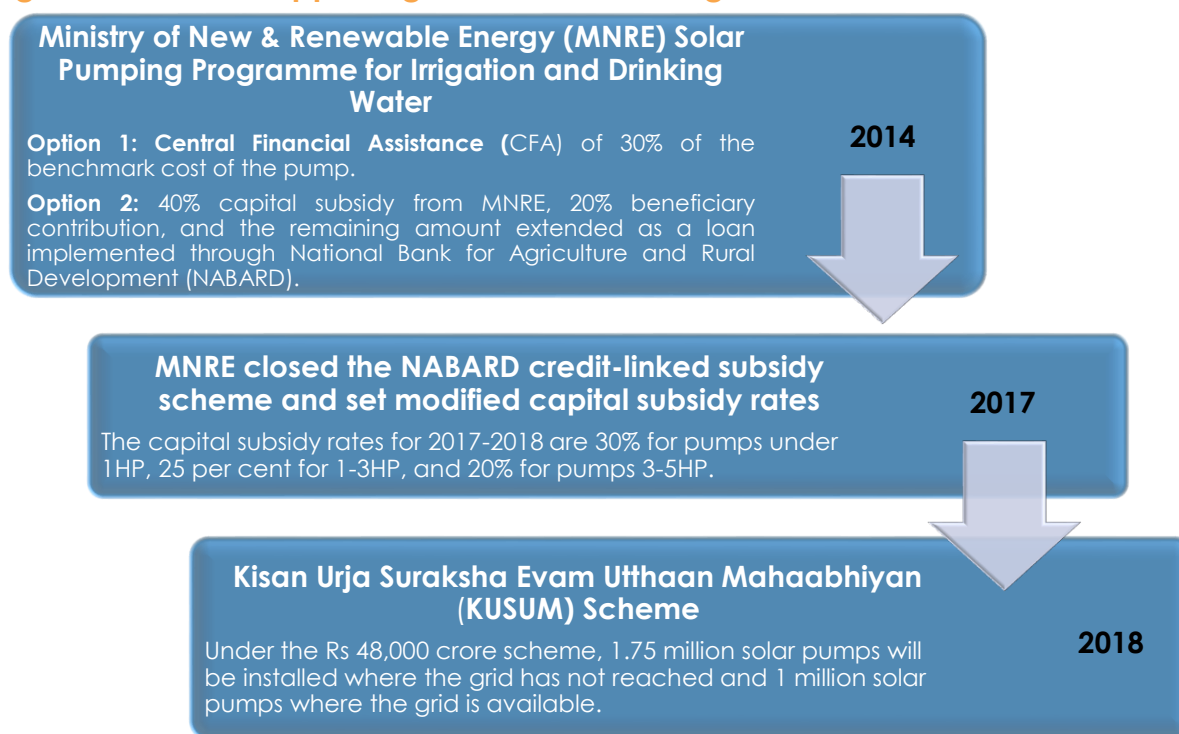 Ministry of New & Renewable Energy (MNRE) Solar
Pumping Programme for Irrigation and Drinking
Water
Option 1: Central Financial Assistance (CFA) of 30% of the
benchmark cost of the pump.
Option 2: 40% capital subsidy from MNRE, 20% beneficiary
contribution, and the remaining amount extended as a loan
implemented through National Bank for Agriculture and Rural
Development (NABARD).
2014
MNRE closed the NABARD credit-linked subsidy
scheme and set modified capital subsidy rates
The capital subsidy rates for 2017-2018 are 30% for pumps under
1HP, 25 per cent for 1-3HP, and 20% for pumps 3-5HP.
2017
Kisan Urja Suraksha Evam Utthaan Mahaabhiyan
(KUSUM) Scheme
Under the Rs 48,000 crore scheme, 1.75 million solar pumps will
be installed where the grid has not reached and 1 million solar
pumps where the grid is available.
2018